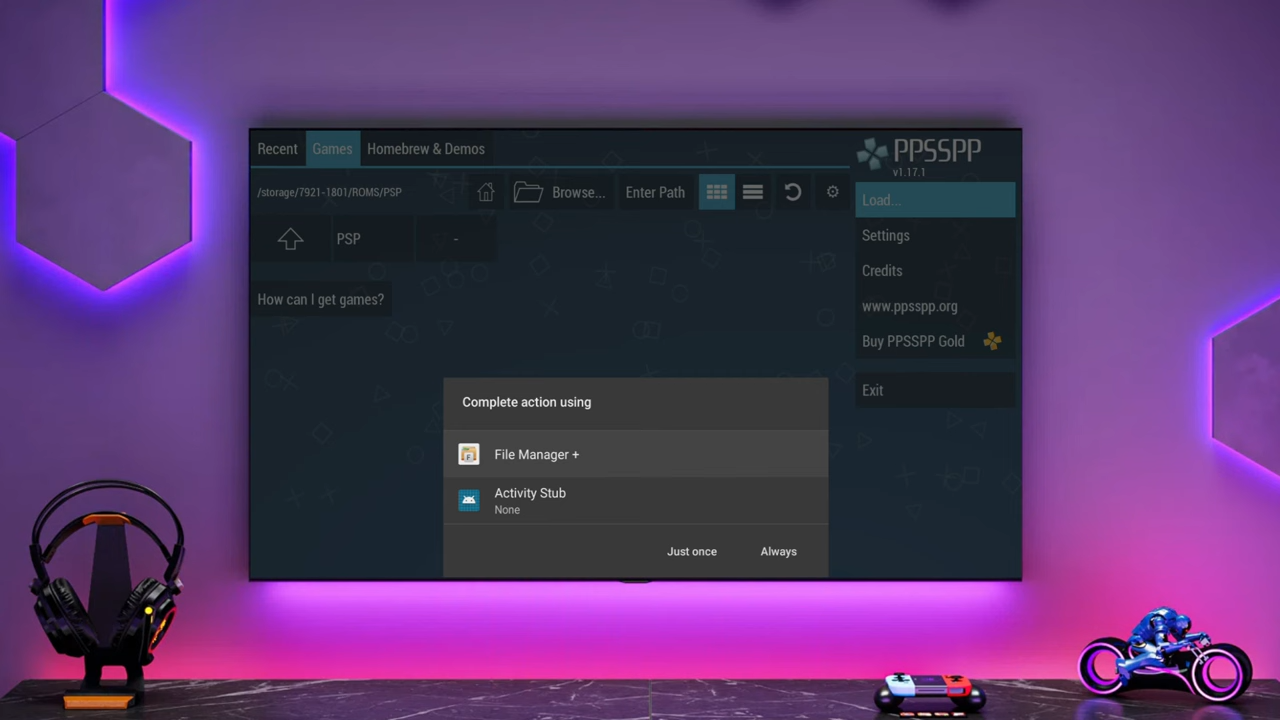 Recent Games Homebrew & Demos
PPSSPP
v1.17.1
/storage/7921-1801/ROMS/PSP Browse... Enter Path
Load...
PSP -
Settings
Credits
How can I get games?
www.ppsspp.org
Buy PPSSPP Gold
Exit
Complete action using
File Manager +
Activity Stub
None
Just once Always